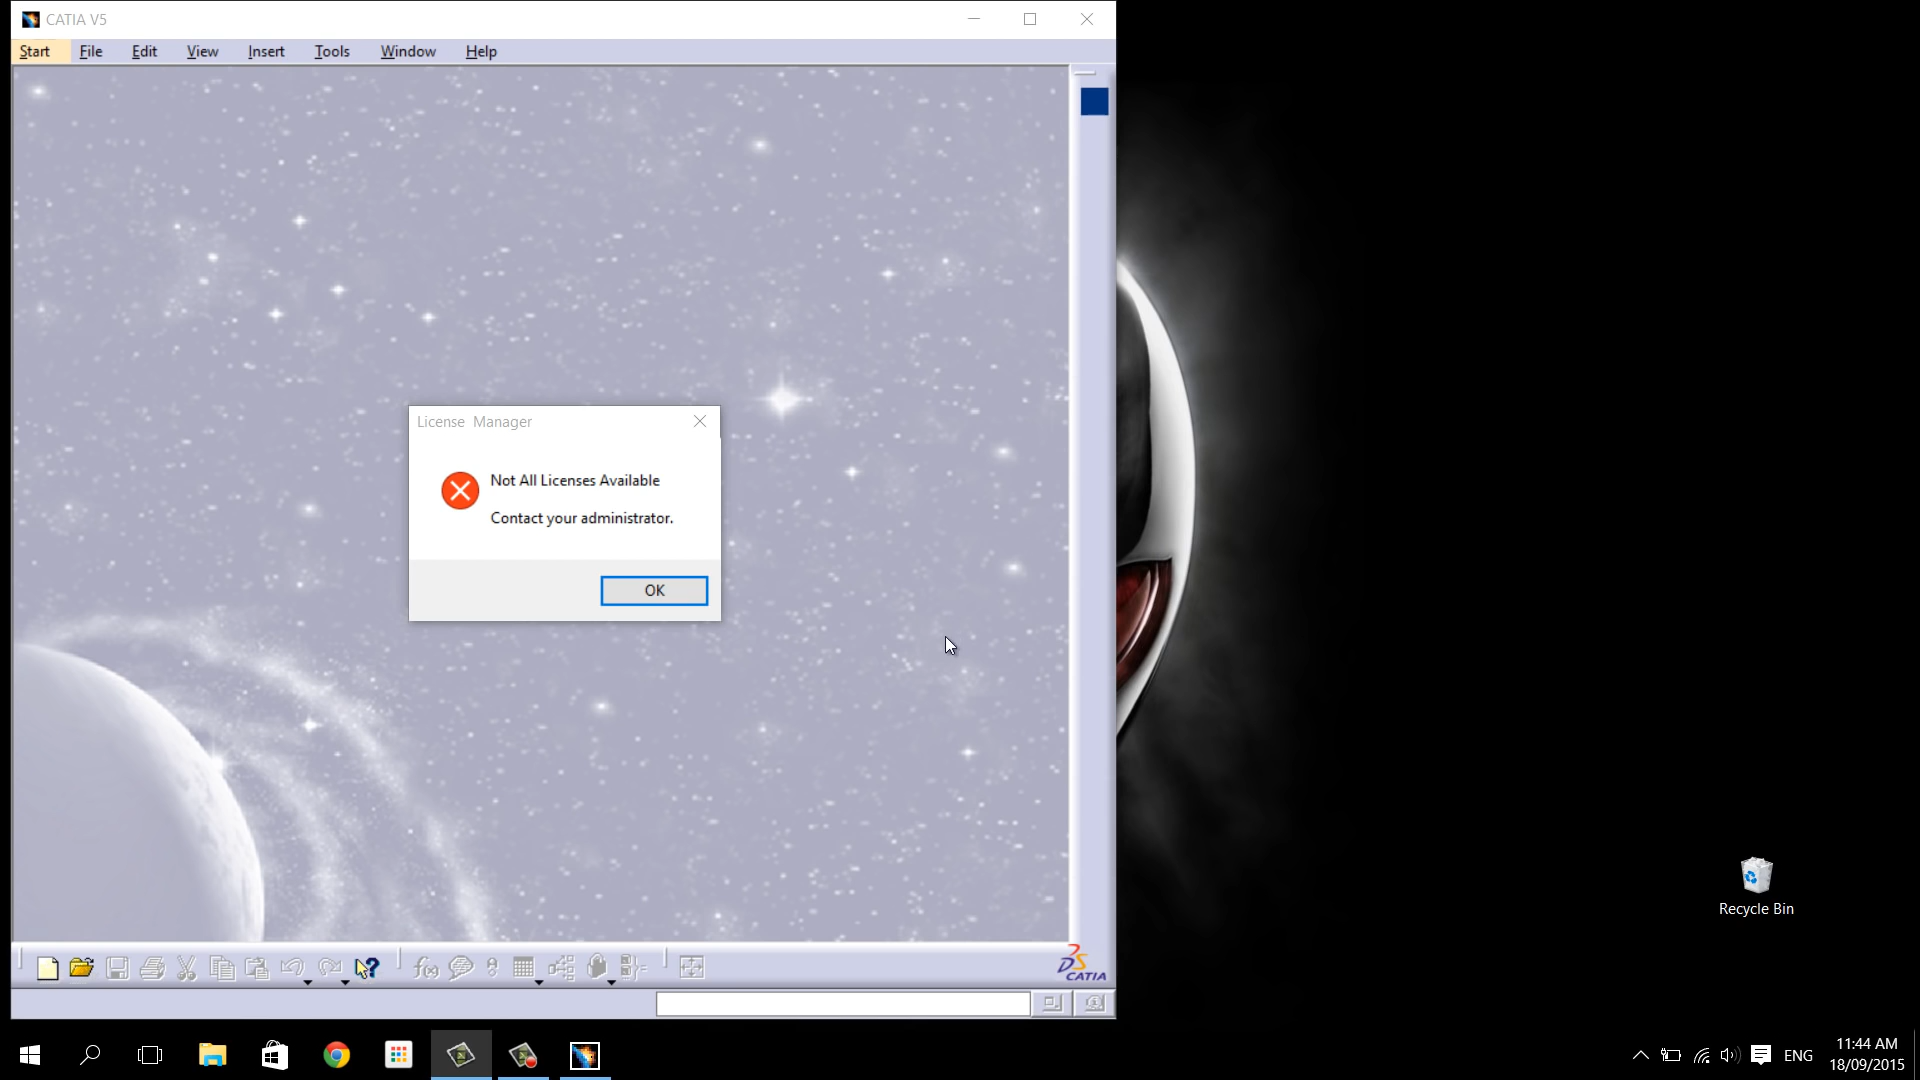 CATIA V5
Start File Edit View Insert Tools Window Help
License Manager
Not All Licenses Available
Contact your administrator.
OK
Recycle Bin
f(x)
DS
CATIA
ENG
11:44 AM
18/09/2015